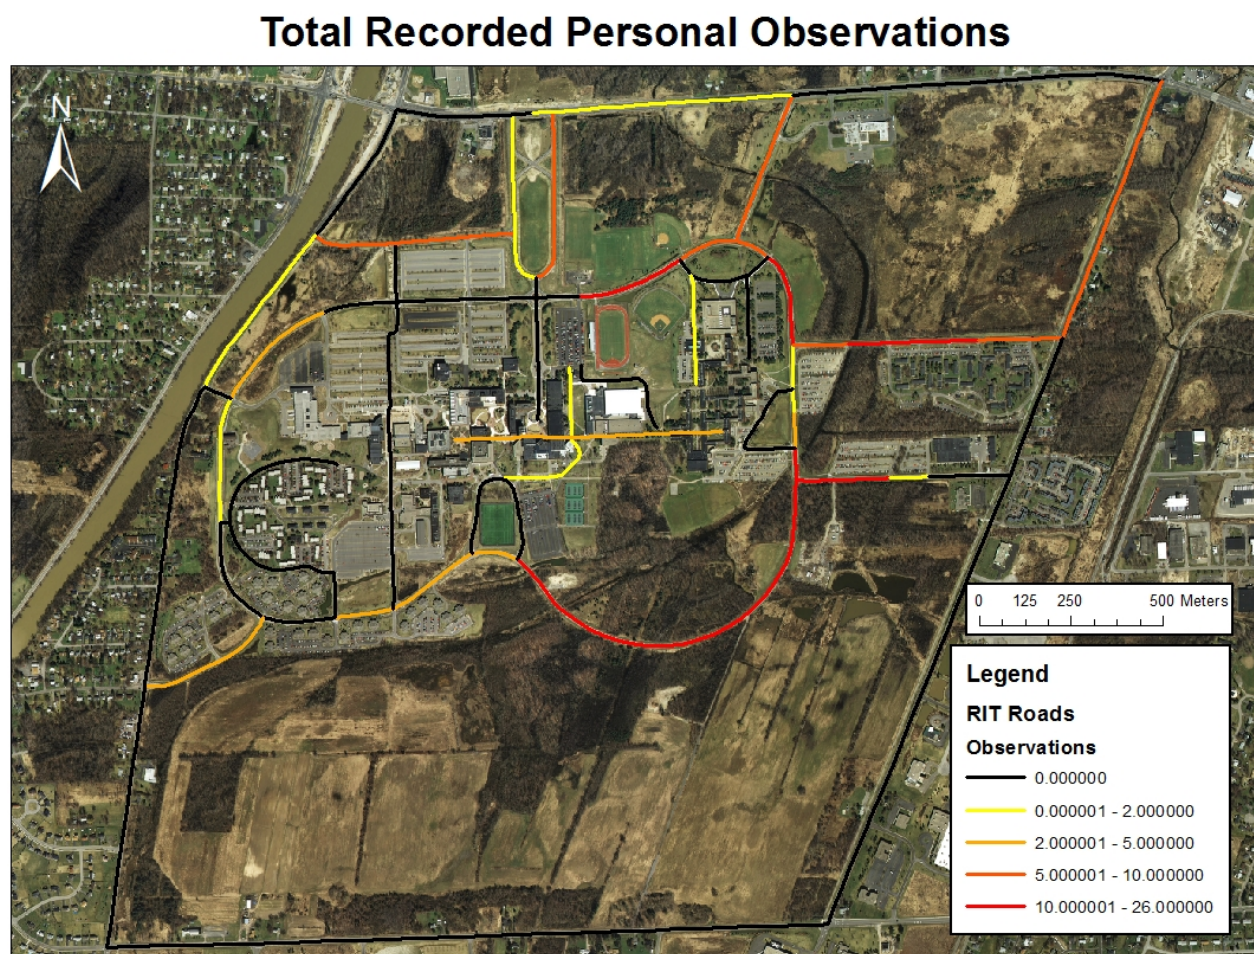 Total Recorded Personal Observations
N
0 125 250 500 Meters
Legend
RIT Roads
Observations
0.000000
0.000001 - 2.000000
2.000001 - 5.000000
5.000001 - 10.000000
10.000001 - 26.000000